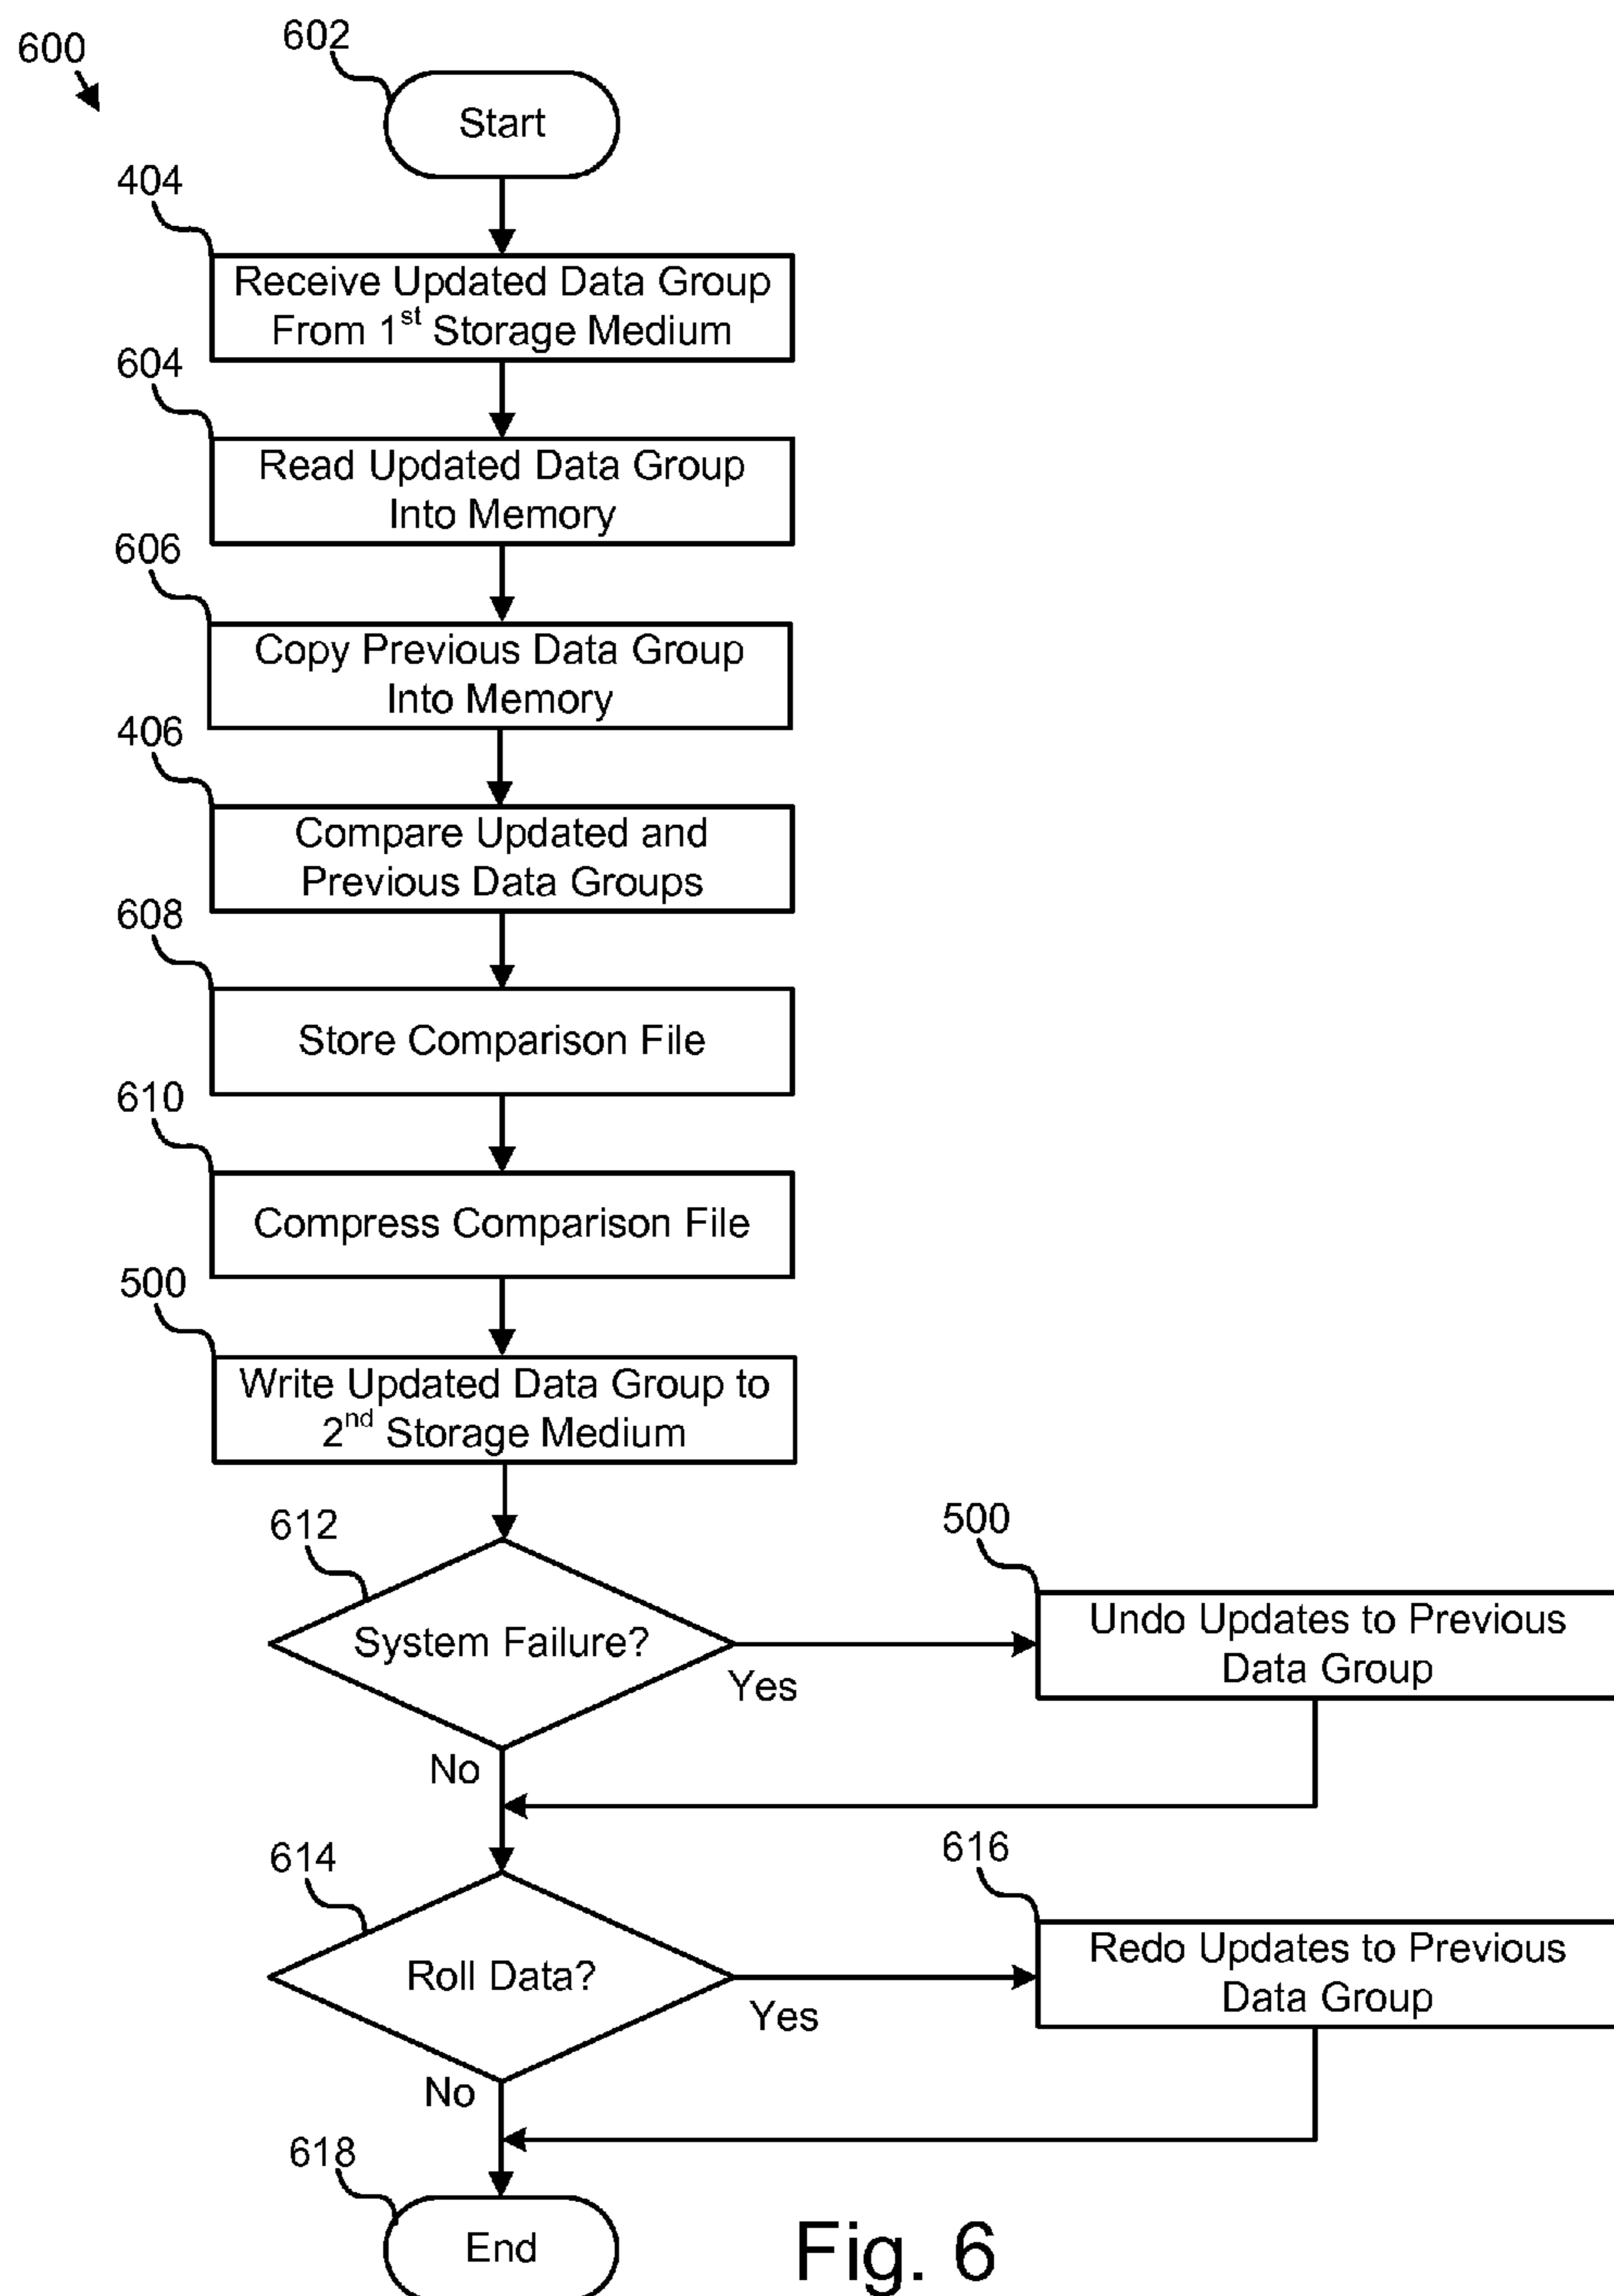 600
602
Start
404
Receive Updated Data Group
From 1st Storage Medium
604
Read Updated Data Group
Into Memory
606
Copy Previous Data Group
Into Memory
406
Compare Updated and
Previous Data Groups
608
Store Comparison File
610
Compress Comparison File
500
Write Updated Data Group to
2nd Storage Medium
612
System Failure?
Yes
No
500
Undo Updates to Previous
Data Group
614
Roll Data?
Yes
No
616
Redo Updates to Previous
Data Group
618
End
Fig. 6